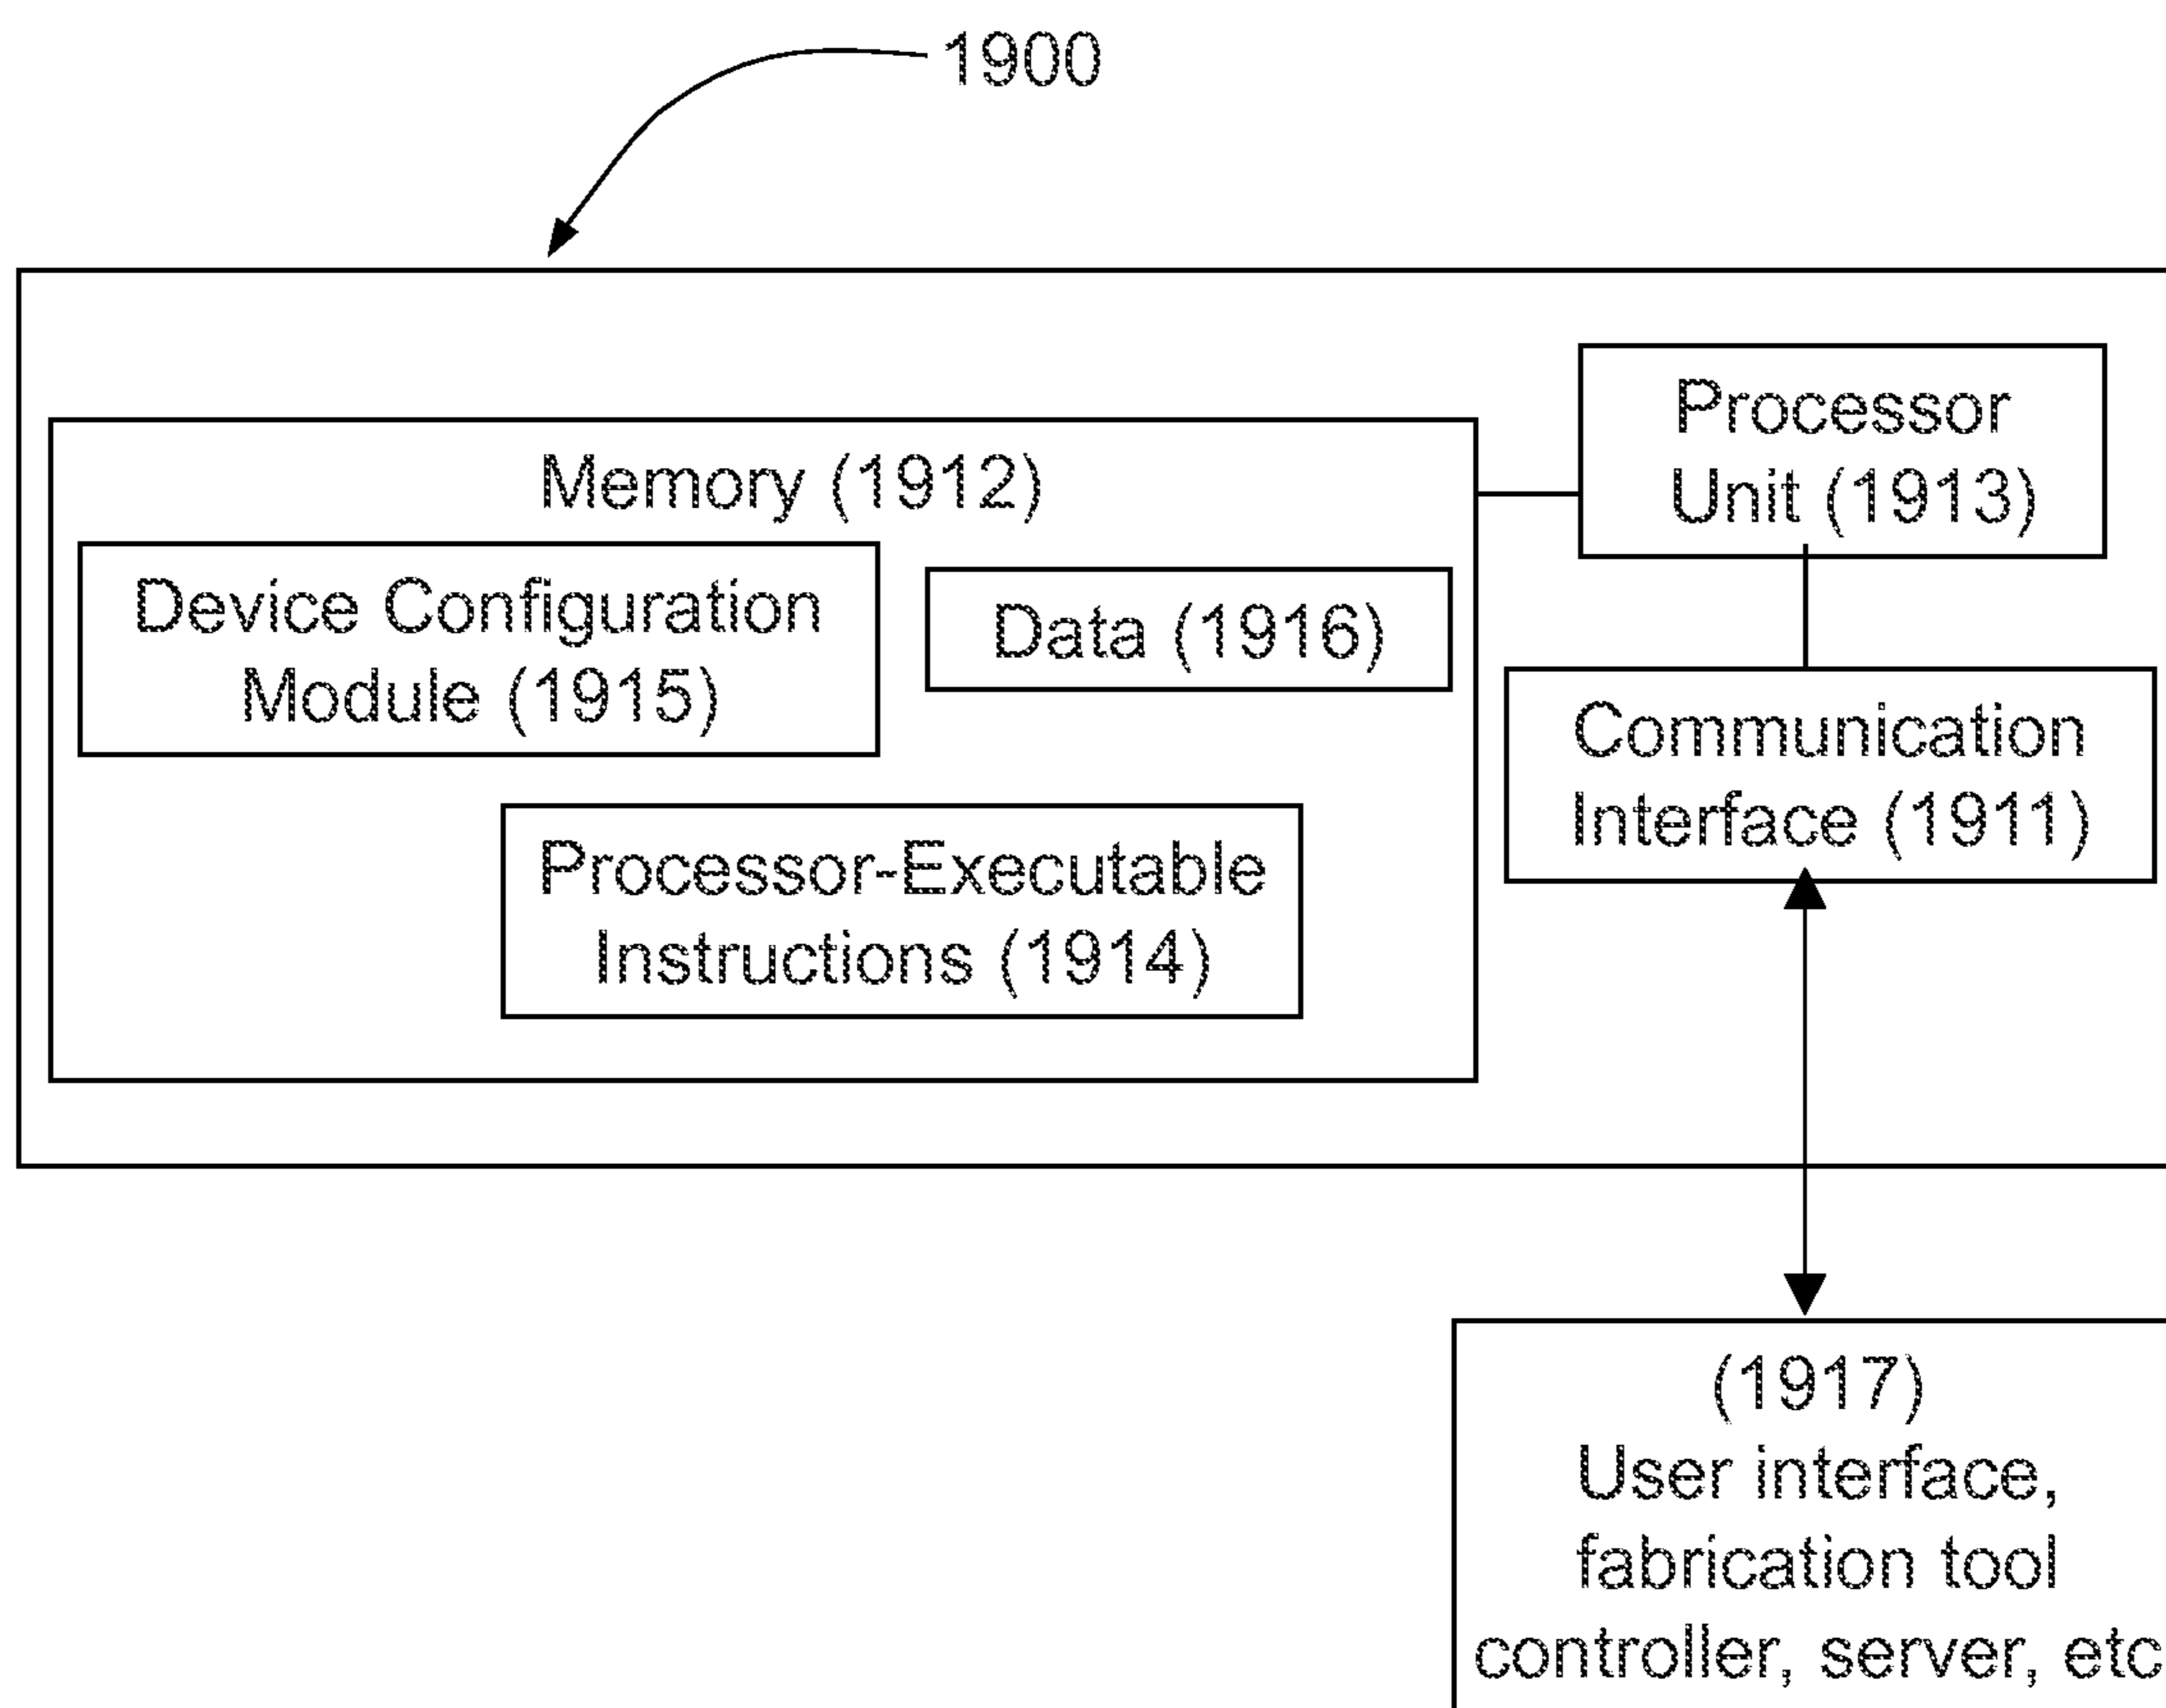 1900
Processor
Unit (1913)
Memory (1912)
Device Configuration
Module (1915)
Data (1916)
Communication
Interface (1911)
Processor-Executable
Instructions (1914)
(1917)
User interface,
fabrication tool
controller, server, etc